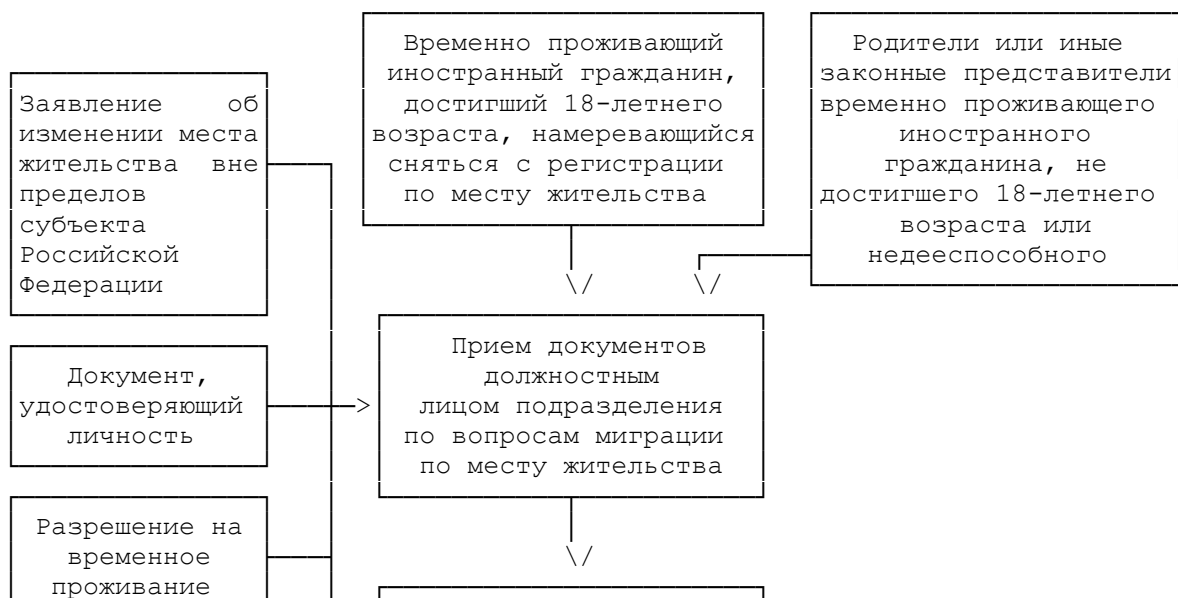 Временно проживающий
иностранный гражданин,
достигший 18-летнего
возраста, намеревающийся
сняться с регистрации
по месту жительства
Родители или иные
законные представители
временно проживающего
иностранного
гражданина, не
достигшего 18-летнего
возраста или
недееспособного
Заявление об
изменении места
жительства вне
пределов
субъекта
Российской
Федерации
Прием документов
должностным
лицом подразделения
по вопросам миграции
по месту жительства
Документ,
удостоверяющий
личность
Разрешение на
временное
проживание